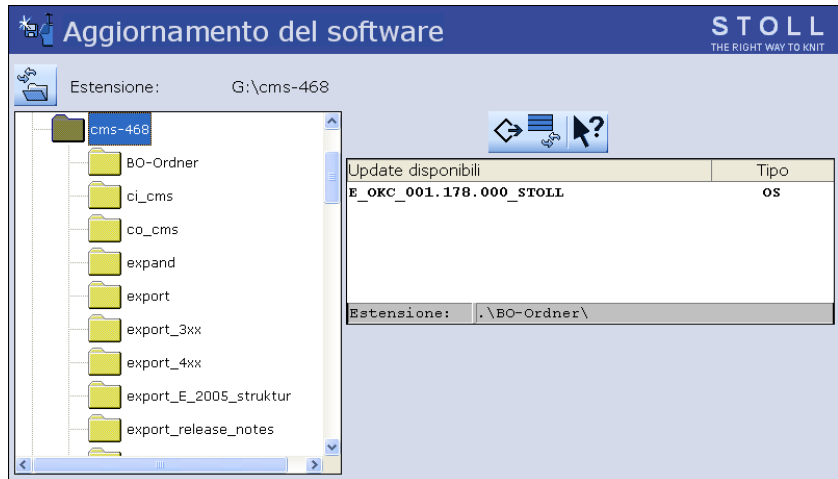 Aggiornamento del software
STOLL
THE RIGHT WAY TO KNIT
Estensione: G:\cms-468
cms-468
BO-Ordner
ci_cms
co_cms
expand
export
export_3xx
export_4xx
export_E_2005_struktur
export_release_notes
?
Update disponibili Tipo
E_OKC_001.178.000_STOLL OS
Estensione: .\BO-Ordner\